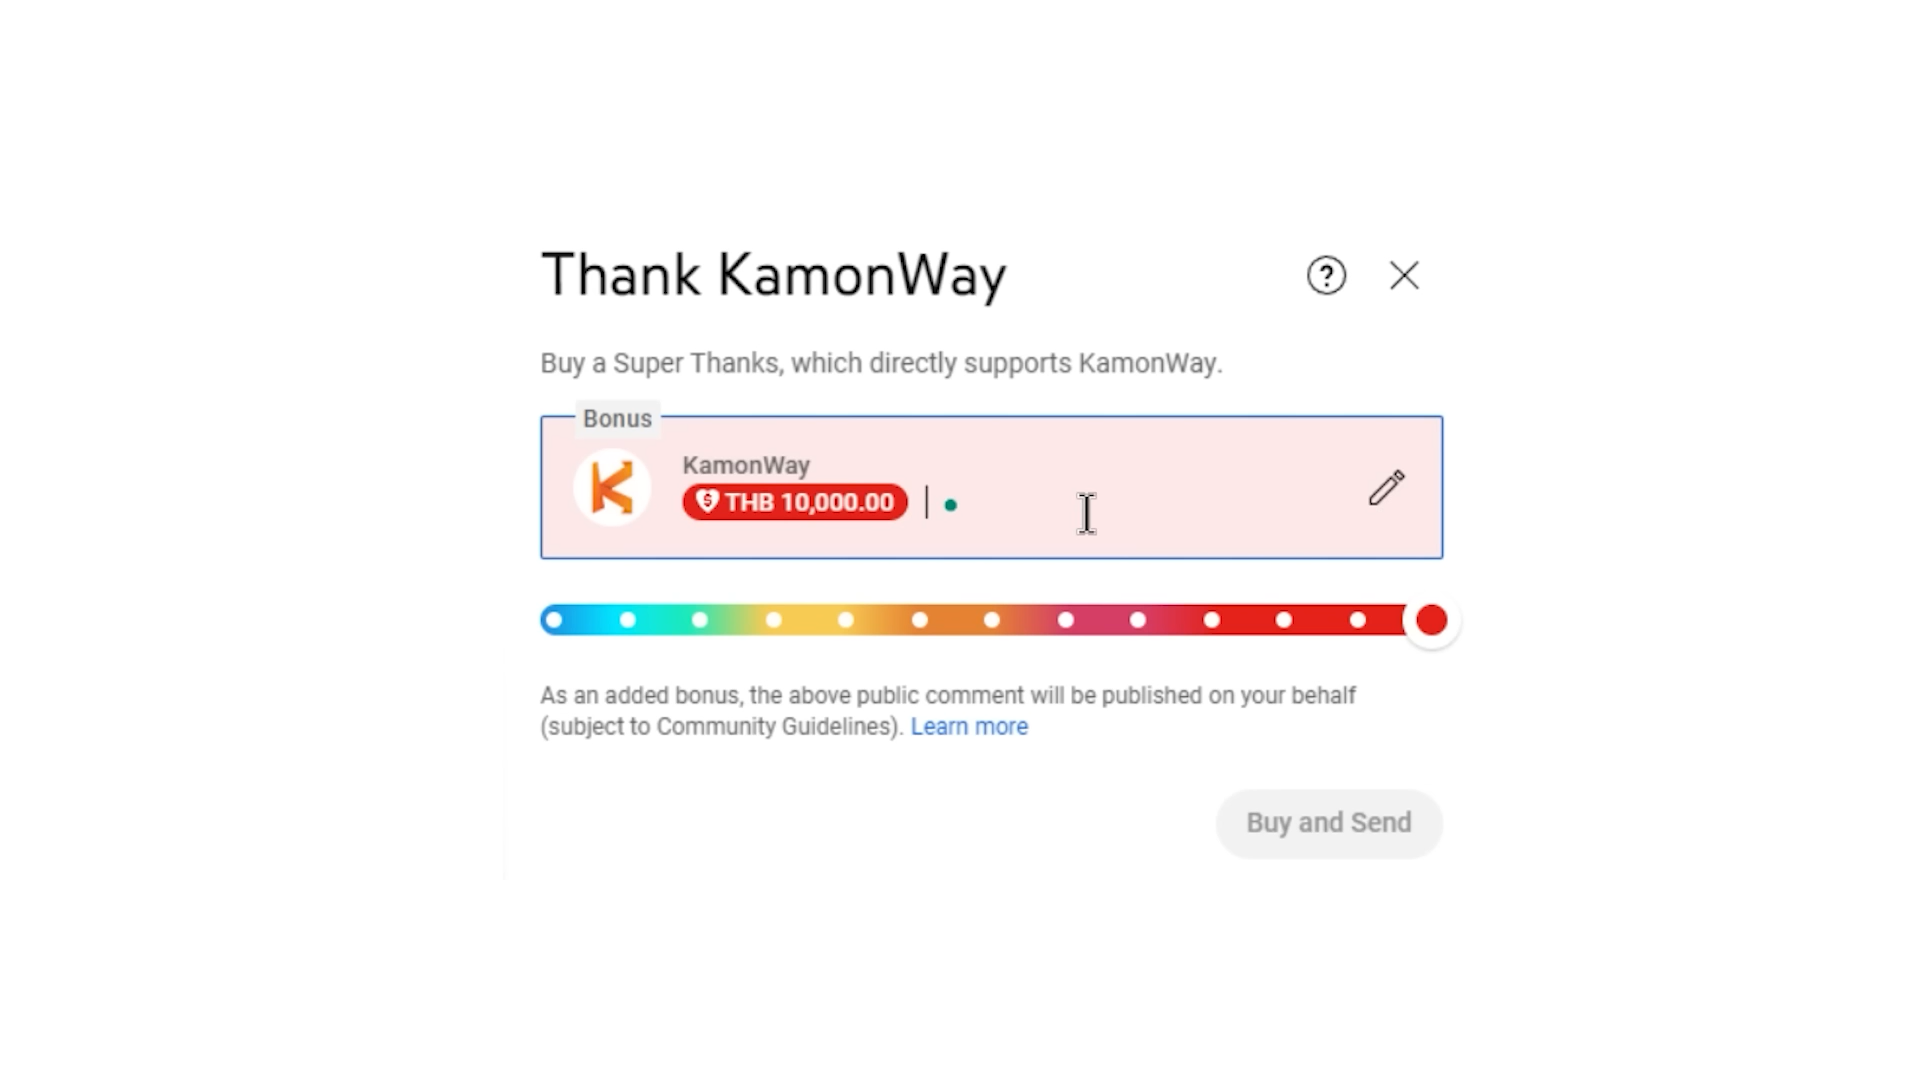 Thank KamonWay
Buy a Super Thanks, which directly supports KamonWay.
Bonus
KamonWay
THB 10,000.00
As an added bonus, the above public comment will be published on your behalf
(subject to Community Guidelines). Learn more
Buy and Send